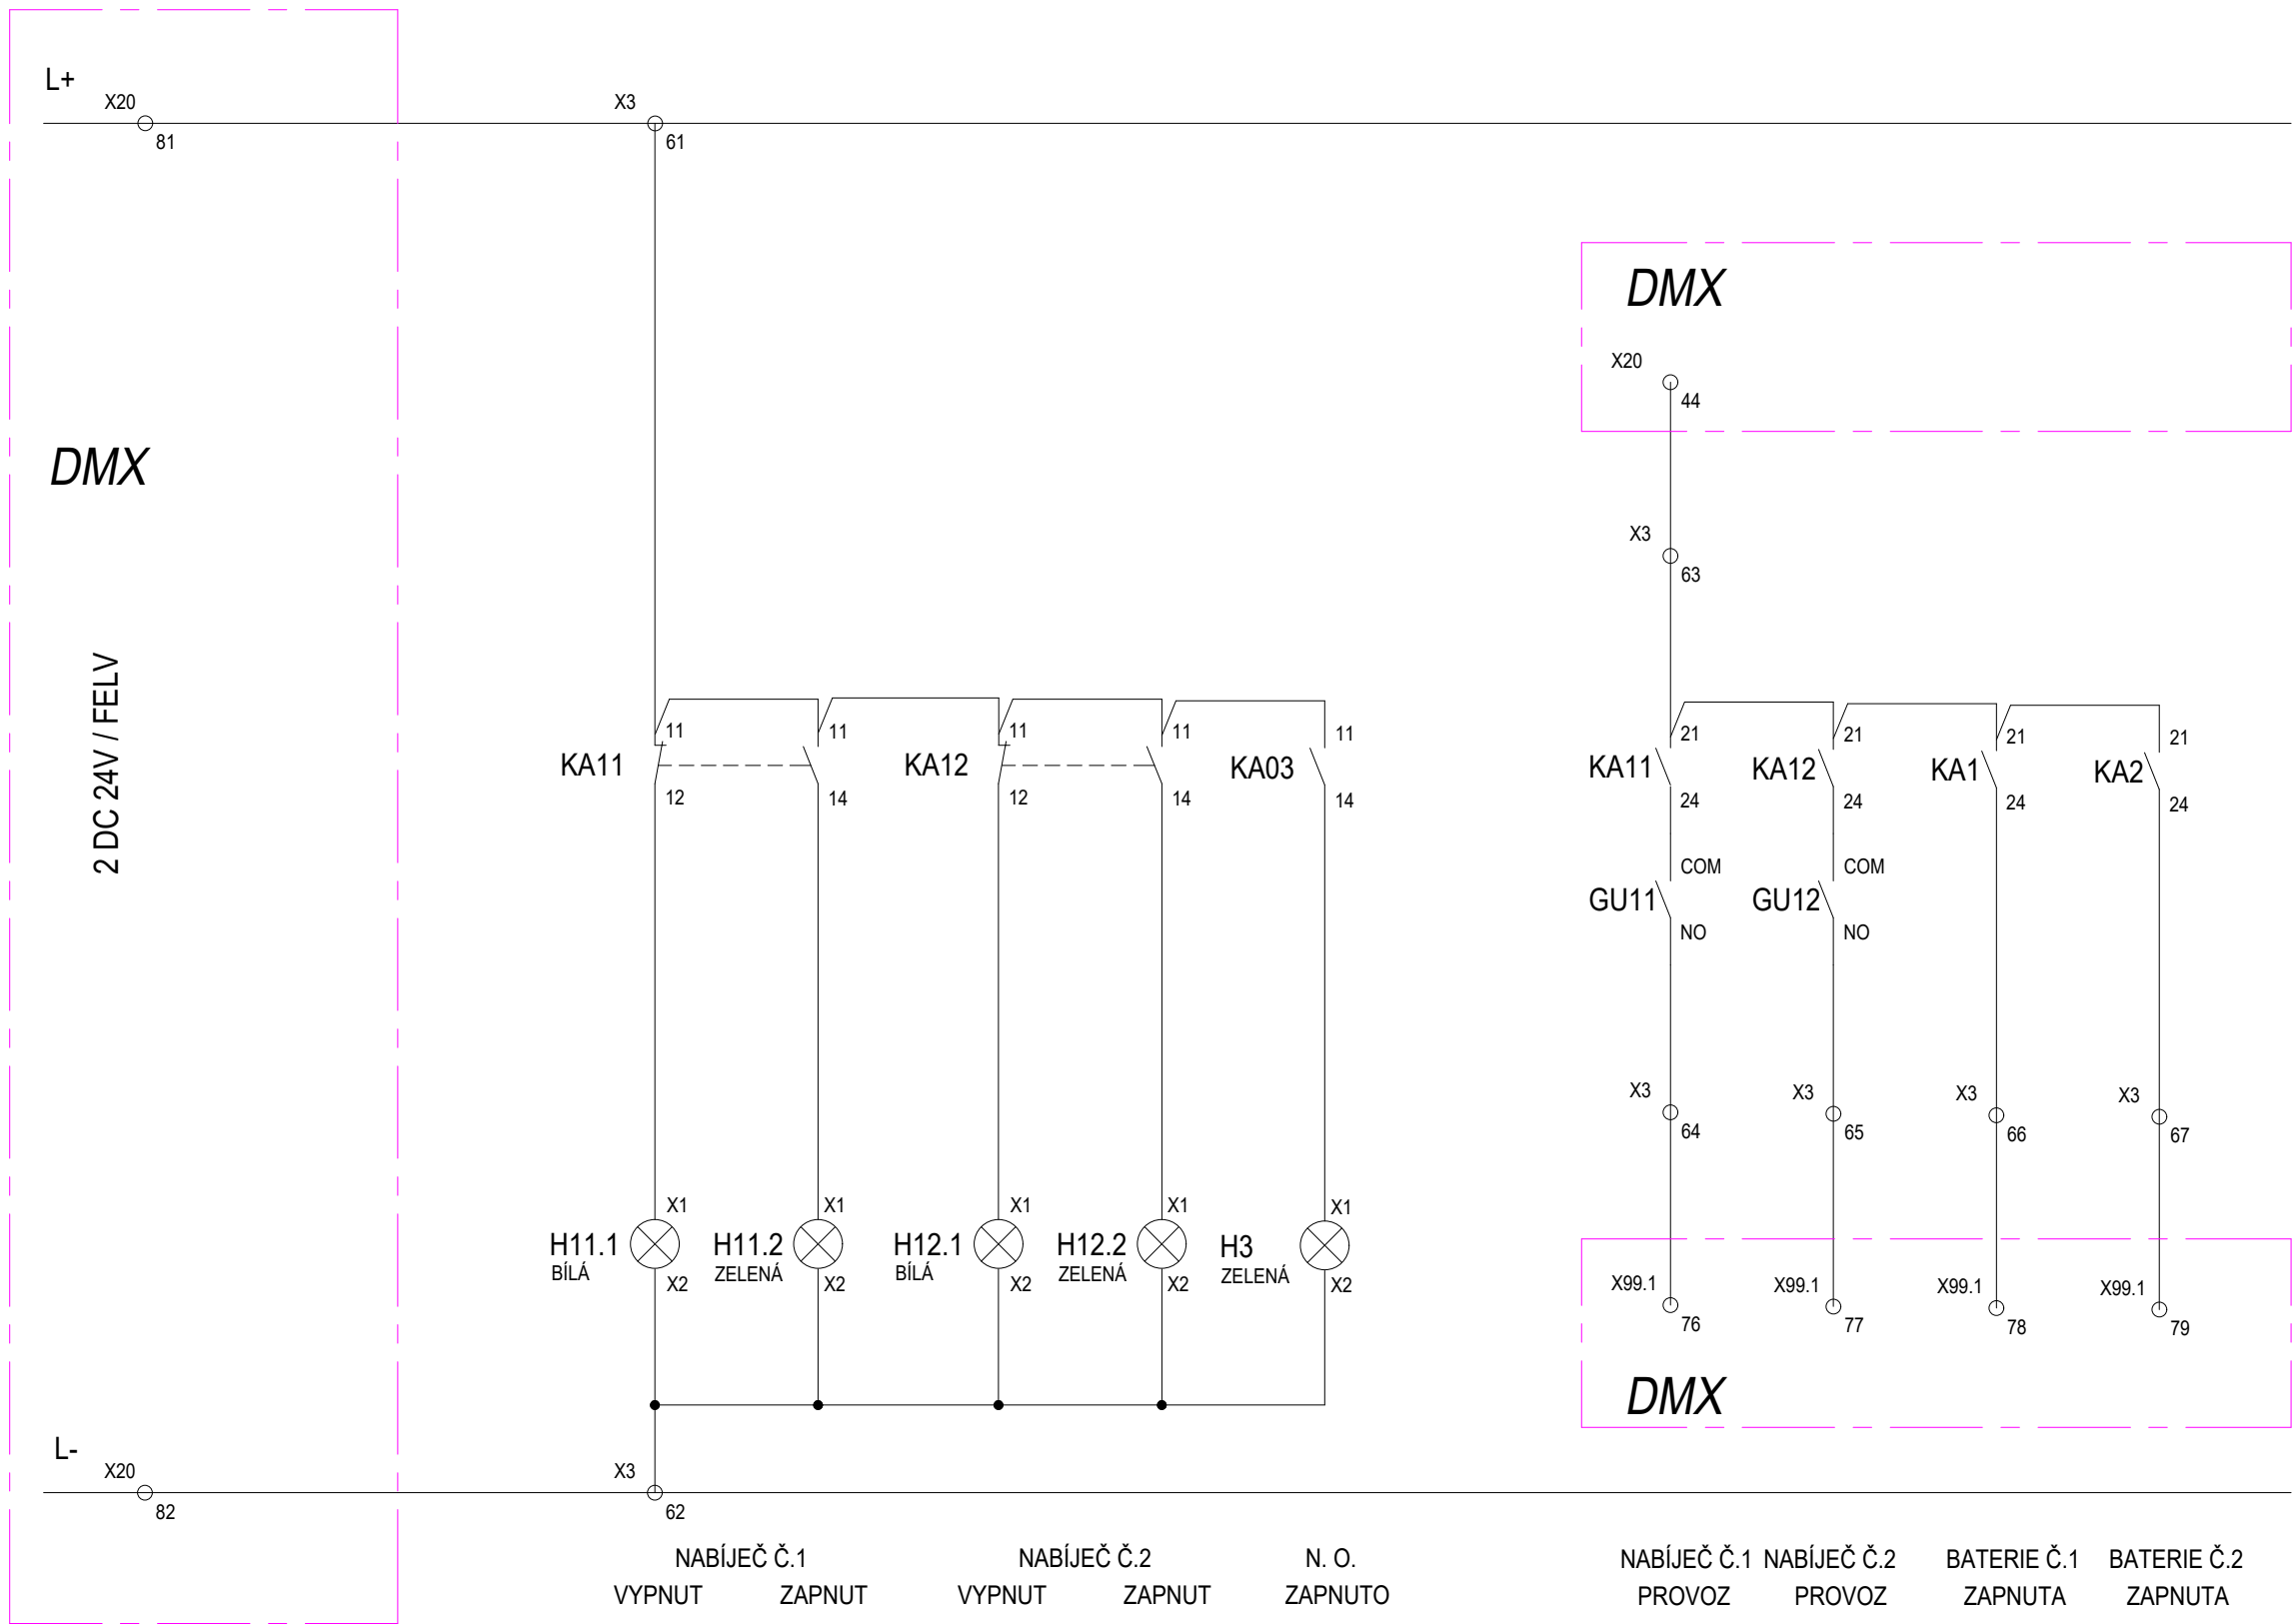 L+
X20
81
X3
61
DMX
X20
44
DMX
X3
63
2 DC 24V / FELV
11
11
11
11
11
21
21
21
21
KA11
KA12
KA03
KA11
KA12
KA1
KA2
12
14
12
14
14
24
24
24
24
COM
COM
GU11
GU12
NO
NO
X3
X3
X3
X3
64
65
66
67
X1
X1
X1
X1
X1
H11.1
H11.2
H12.1
H12.2
H3
BÍLÁ
ZELENÁ
BÍLÁ
ZELENÁ
ZELENÁ
X2
X2
X2
X2
X2
X99.1
X99.1
X99.1
X99.1
76
77
78
79
DMX
L-
X20
82
X3
62
NABÍJEČ Č.1
NABÍJEČ Č.2
N. O.
NABÍJEČ Č.1
NABÍJEČ Č.2
BATERIE Č.1
BATERIE Č.2
VYPNUT
ZAPNUT
VYPNUT
ZAPNUT
ZAPNUTO
PROVOZ
PROVOZ
ZAPNUTA
ZAPNUTA